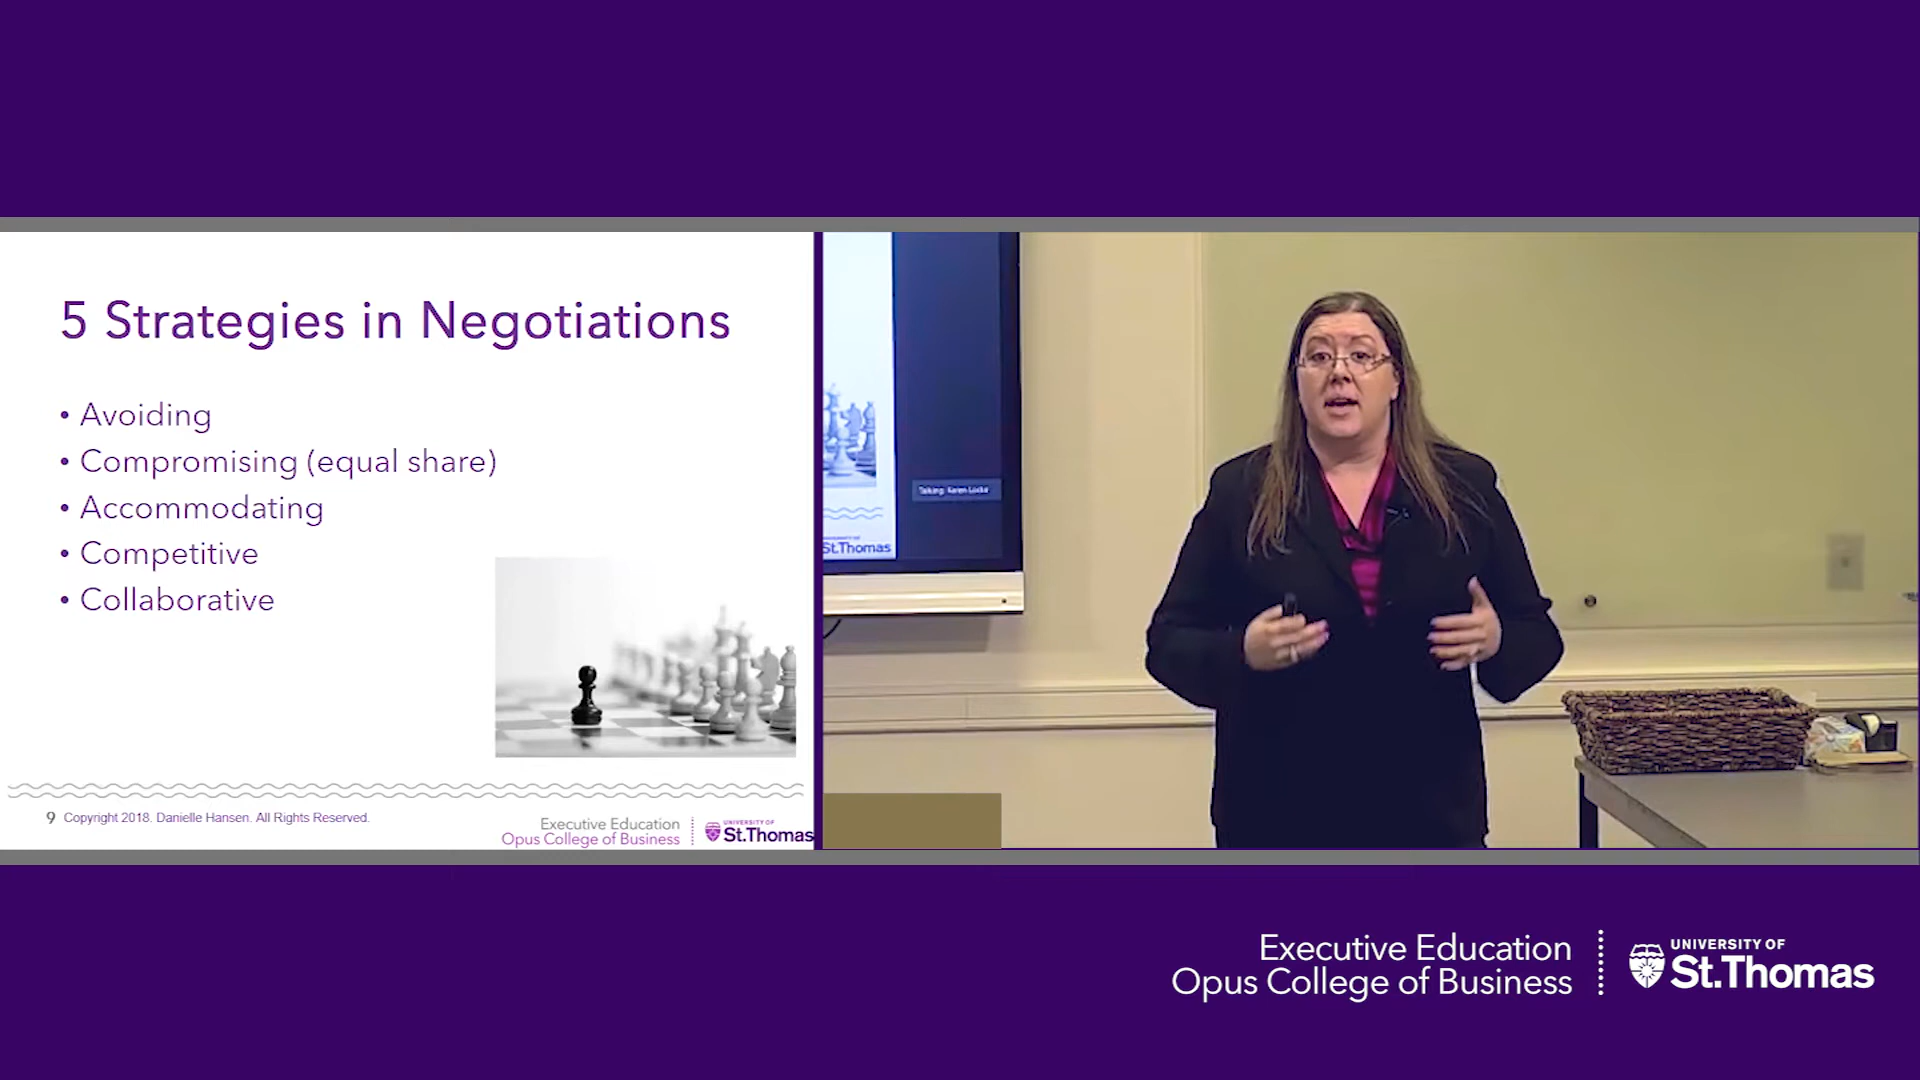 5 Strategies in Negotiations
• Avoiding
• Compromising (equal share)
• Accommodating
• Competitive
• Collaborative
9 Copyright 2018. Danielle Hansen. All Rights Reserved.
Executive Education
Opus College of Business
UNIVERSITY OF
St.Thomas
Talking: Karen Locke
St.Thomas
Executive Education
Opus College of Business
UNIVERSITY OF
St.Thomas